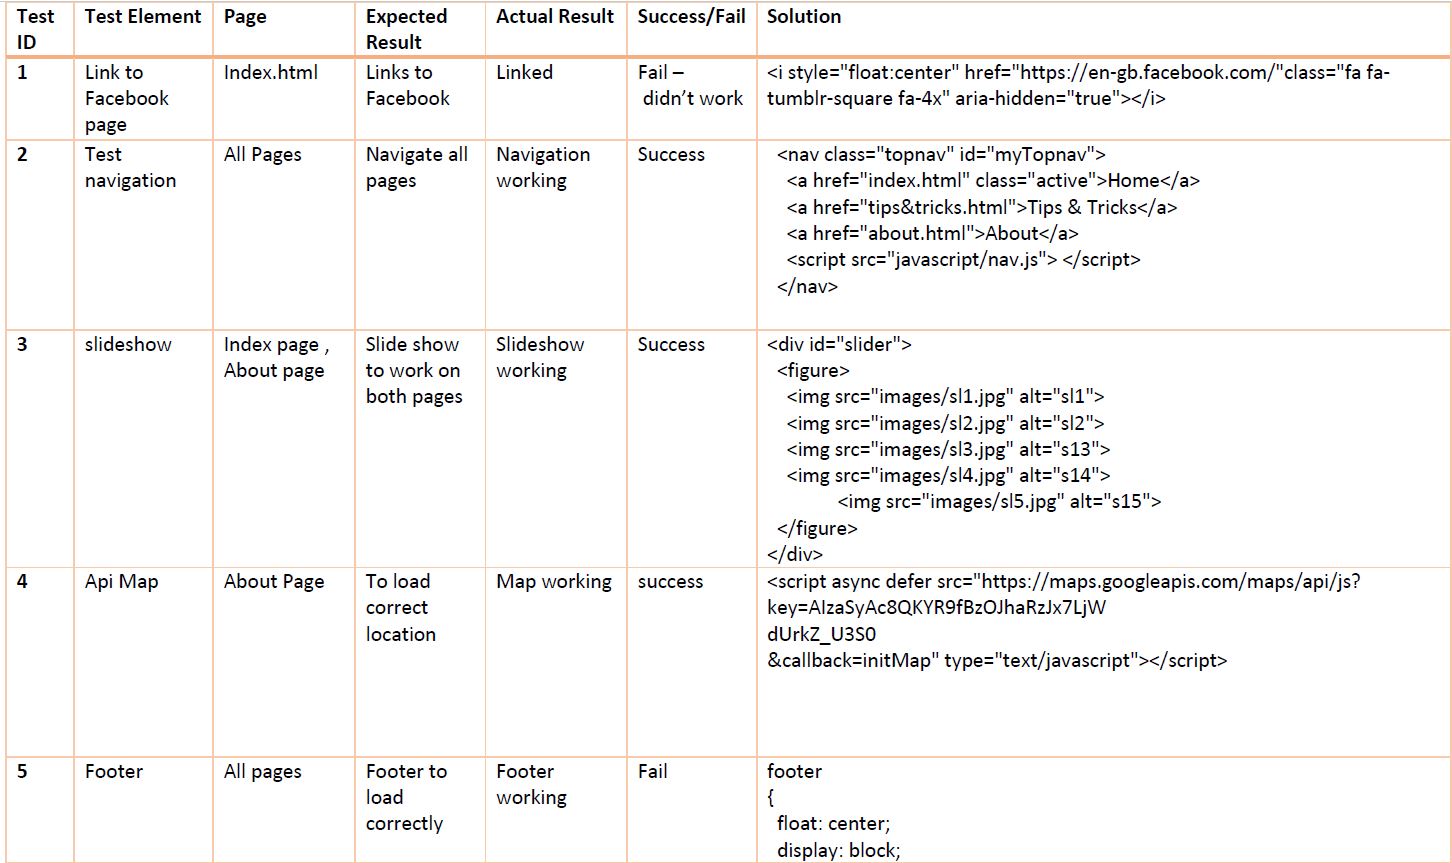 Test ID
Test Element
Page
Expected Result
Actual Result
Success/Fail
Solution
1
Link to
Facebook
page
Index.html
Links to
Facebook
Linked
Fail –
didn’t work
<i style="float:center" href="https://en-gb.facebook.com/"class="fa fa-
tumblr-square fa-4x" aria-hidden="true"></i>
2
Test
navigation
All Pages
Navigate all
pages
Navigation
working
Success
<nav class="topnav" id="myTopnav">
<a href="index.html" class="active">Home</a>
<a href="tips&tricks.html">Tips & Tricks</a>
<a href="about.html">About</a>
<script src="javascript/nav.js"> </script>
</nav>
3
slideshow
Index page ,
About page
Slide show
to work on
both pages
Slideshow
working
Success
<div id="slider">
<figure>
<img src="images/sl1.jpg" alt="sl1">
<img src="images/sl2.jpg" alt="sl2">
<img src="images/sl3.jpg" alt="s13">
<img src="images/sl4.jpg" alt="s14">
<img src="images/sl5.jpg" alt="s15">
</figure>
</div>
4
Api Map
About Page
To load
correct
location
Map working
success
<script async defer src="https://maps.googleapis.com/maps/api/js?
key=AIzaSyAc8QKYR9fBzOJhaRzJx7LjW
dUrkZ_U3S0
&callback=initMap" type="text/javascript"></script>
5
Footer
All pages
Footer to
load
correctly
Footer
working
Fail
footer
{
float: center;
display: block;